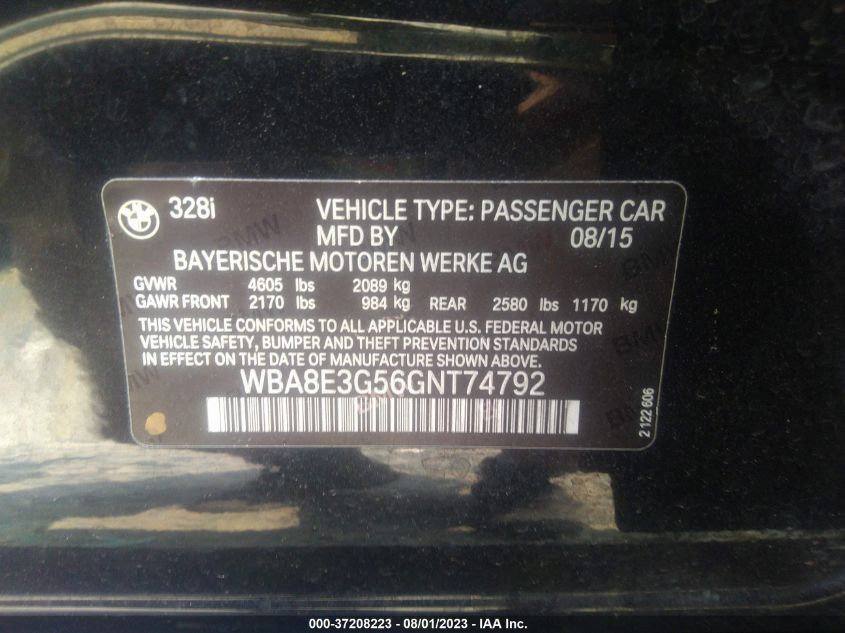 BMW 328i VEHICLE TYPE: PASSENGER CAR
MFD BY 08/15
BAYERISCHE MOTOREN WERKE AG
GVWR 4605 lbs 2089 kg
GAWR FRONT 2170 lbs 984 kg REAR 2580 lbs 1170 kg
THIS VEHICLE CONFORMS TO ALL APPLICABLE U.S. FEDERAL MOTOR
VEHICLE SAFETY, BUMPER AND THEFT PREVENTION STANDARDS
IN EFFECT ON THE DATE OF MANUFACTURE SHOWN ABOVE.
WBA8E3G56GNT74792
2122606
000-37208223 - 08/01/2023 - IAA Inc.